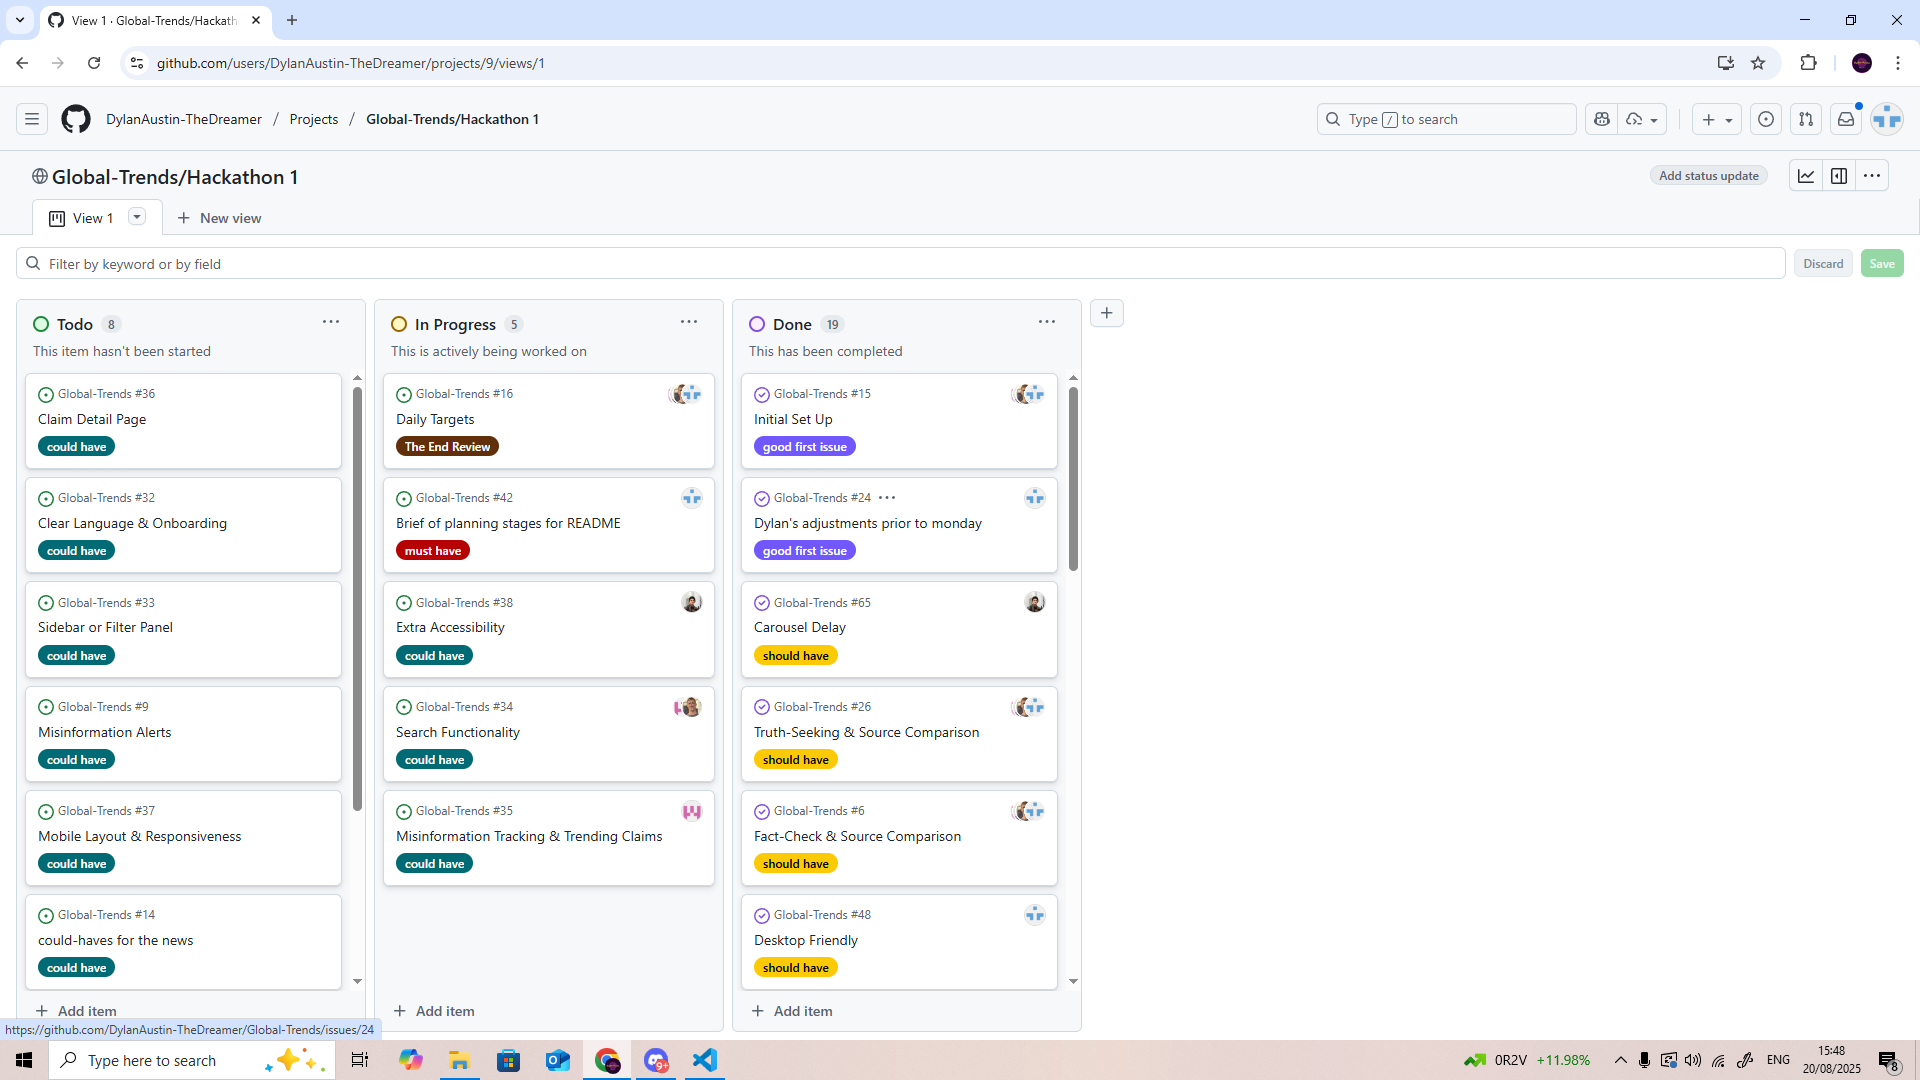 View 1 · Global-Trends/Hackath
github.com/users/DylanAustin-TheDreamer/projects/9/views/1
DylanAustin-TheDreamer / Projects / Global-Trends/Hackathon 1
Type / to search
Global-Trends/Hackathon 1
Add status update
View 1
New view
Filter by keyword or by field
Discard
Save
Todo 8
This item hasn't been started
Global-Trends #36
Claim Detail Page
could have
Global-Trends #32
Clear Language & Onboarding
could have
Global-Trends #33
Sidebar or Filter Panel
could have
Global-Trends #9
Misinformation Alerts
could have
Global-Trends #37
Mobile Layout & Responsiveness
could have
Global-Trends #14
could-haves for the news
could have
Add item
In Progress 5
This is actively being worked on
Global-Trends #16
Daily Targets
The End Review
Global-Trends #42
Brief of planning stages for README
must have
Global-Trends #38
Extra Accessibility
could have
Global-Trends #34
Search Functionality
could have
Global-Trends #35
Misinformation Tracking & Trending Claims
could have
Add item
Done 19
This has been completed
Global-Trends #15
Initial Set Up
good first issue
Global-Trends #24
Dylan's adjustments prior to monday
good first issue
Global-Trends #65
Carousel Delay
should have
Global-Trends #26
Truth-Seeking & Source Comparison
should have
Global-Trends #6
Fact-Check & Source Comparison
should have
Global-Trends #48
Desktop Friendly
should have
Add item
https://github.com/DylanAustin-TheDreamer/Global-Trends/issues/24
Type here to search
9+
0R2V +11.98%
ENG
15:48
20/08/2025
8